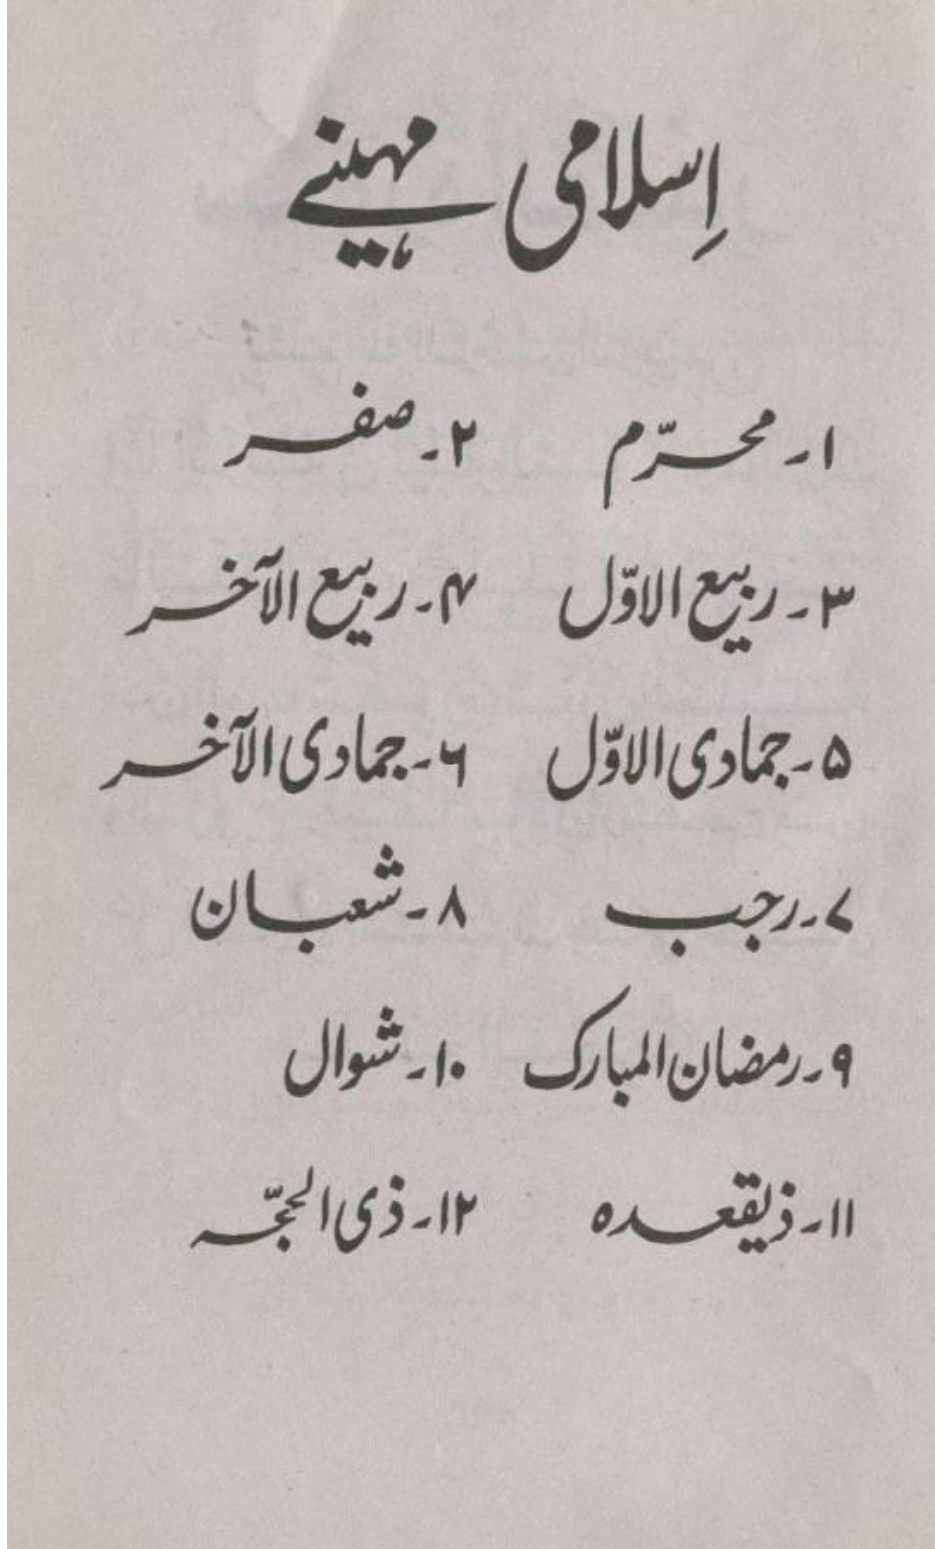 اِسلامی مہینے
۱۔ محرّم ۲۔ صفر
۳۔ ربیع الاوّل ۴۔ ربیع الآخر
۵۔ جمادی الاوّل ۶۔ جمادی الآخر
۷۔ رجب ۸۔ شعبان
۹۔ رمضان المبارک ۱۰۔ شوال
۱۱۔ ذیقعدہ ۱۲۔ ذی الحجّہ